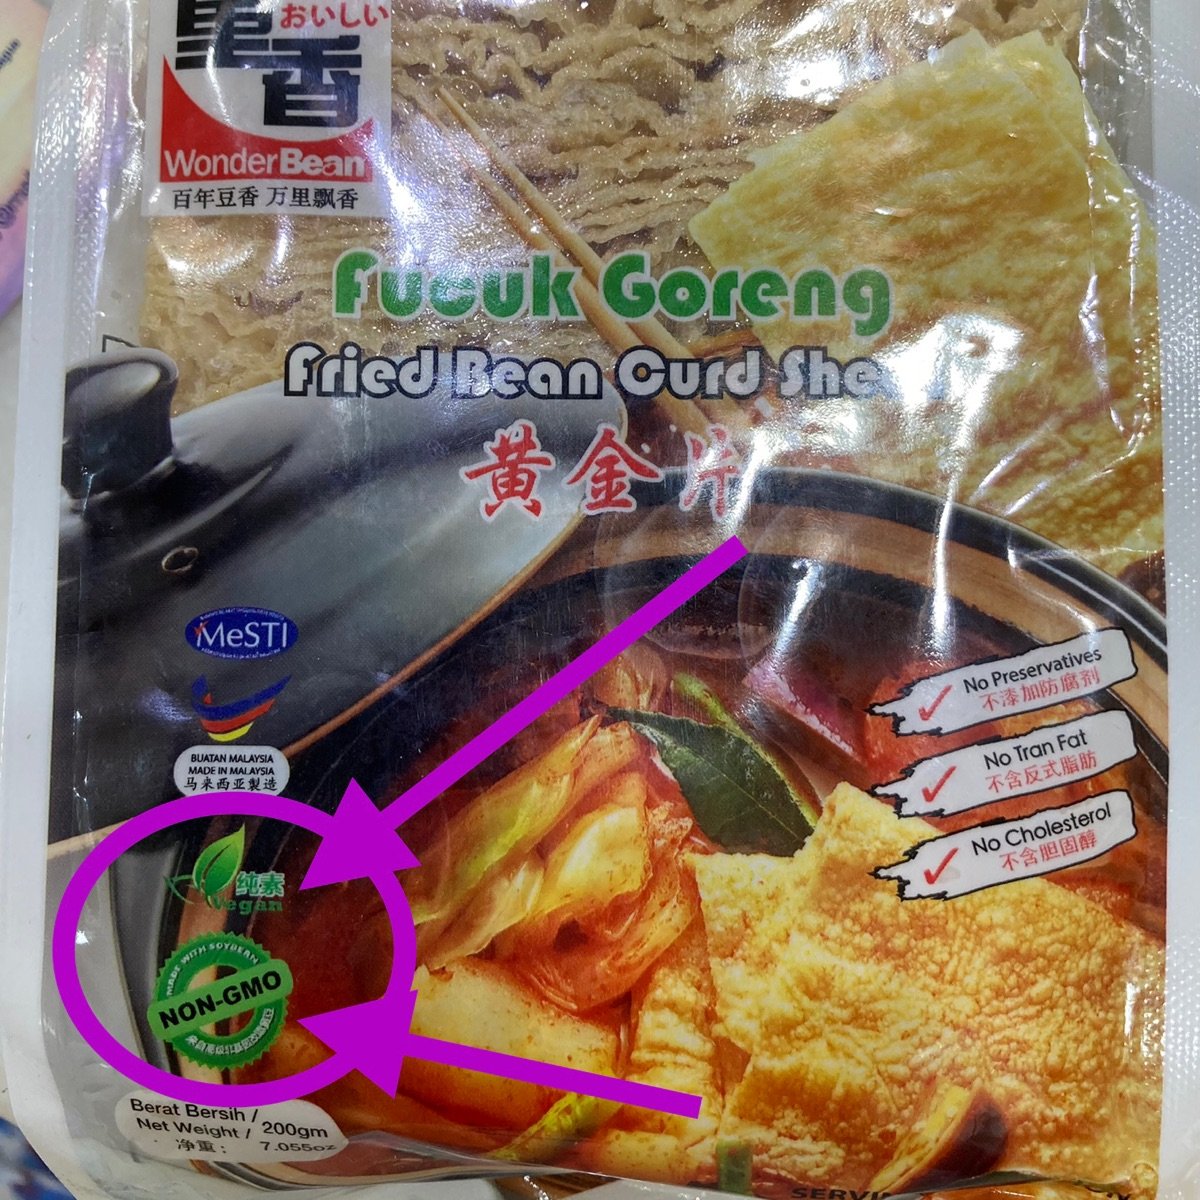 おいしい
香
WonderBean
百年豆香 万里飘香
Fucuk Goreng
Fried Bean Curd
黄金片
MeSTI
BUATAN MALAYSIA
MADE IN MALAYSIA
马来西亚製造
纯素
Vegan
MADE WITH SOYBEAN
NON-GMO
No Preservatives
不添加防腐剂
No Tran Fat
不含反式脂肪
No Cholesterol
不含胆固醇
Berat Bersih /
Net Weight / 200gm
净重: 7.055oz